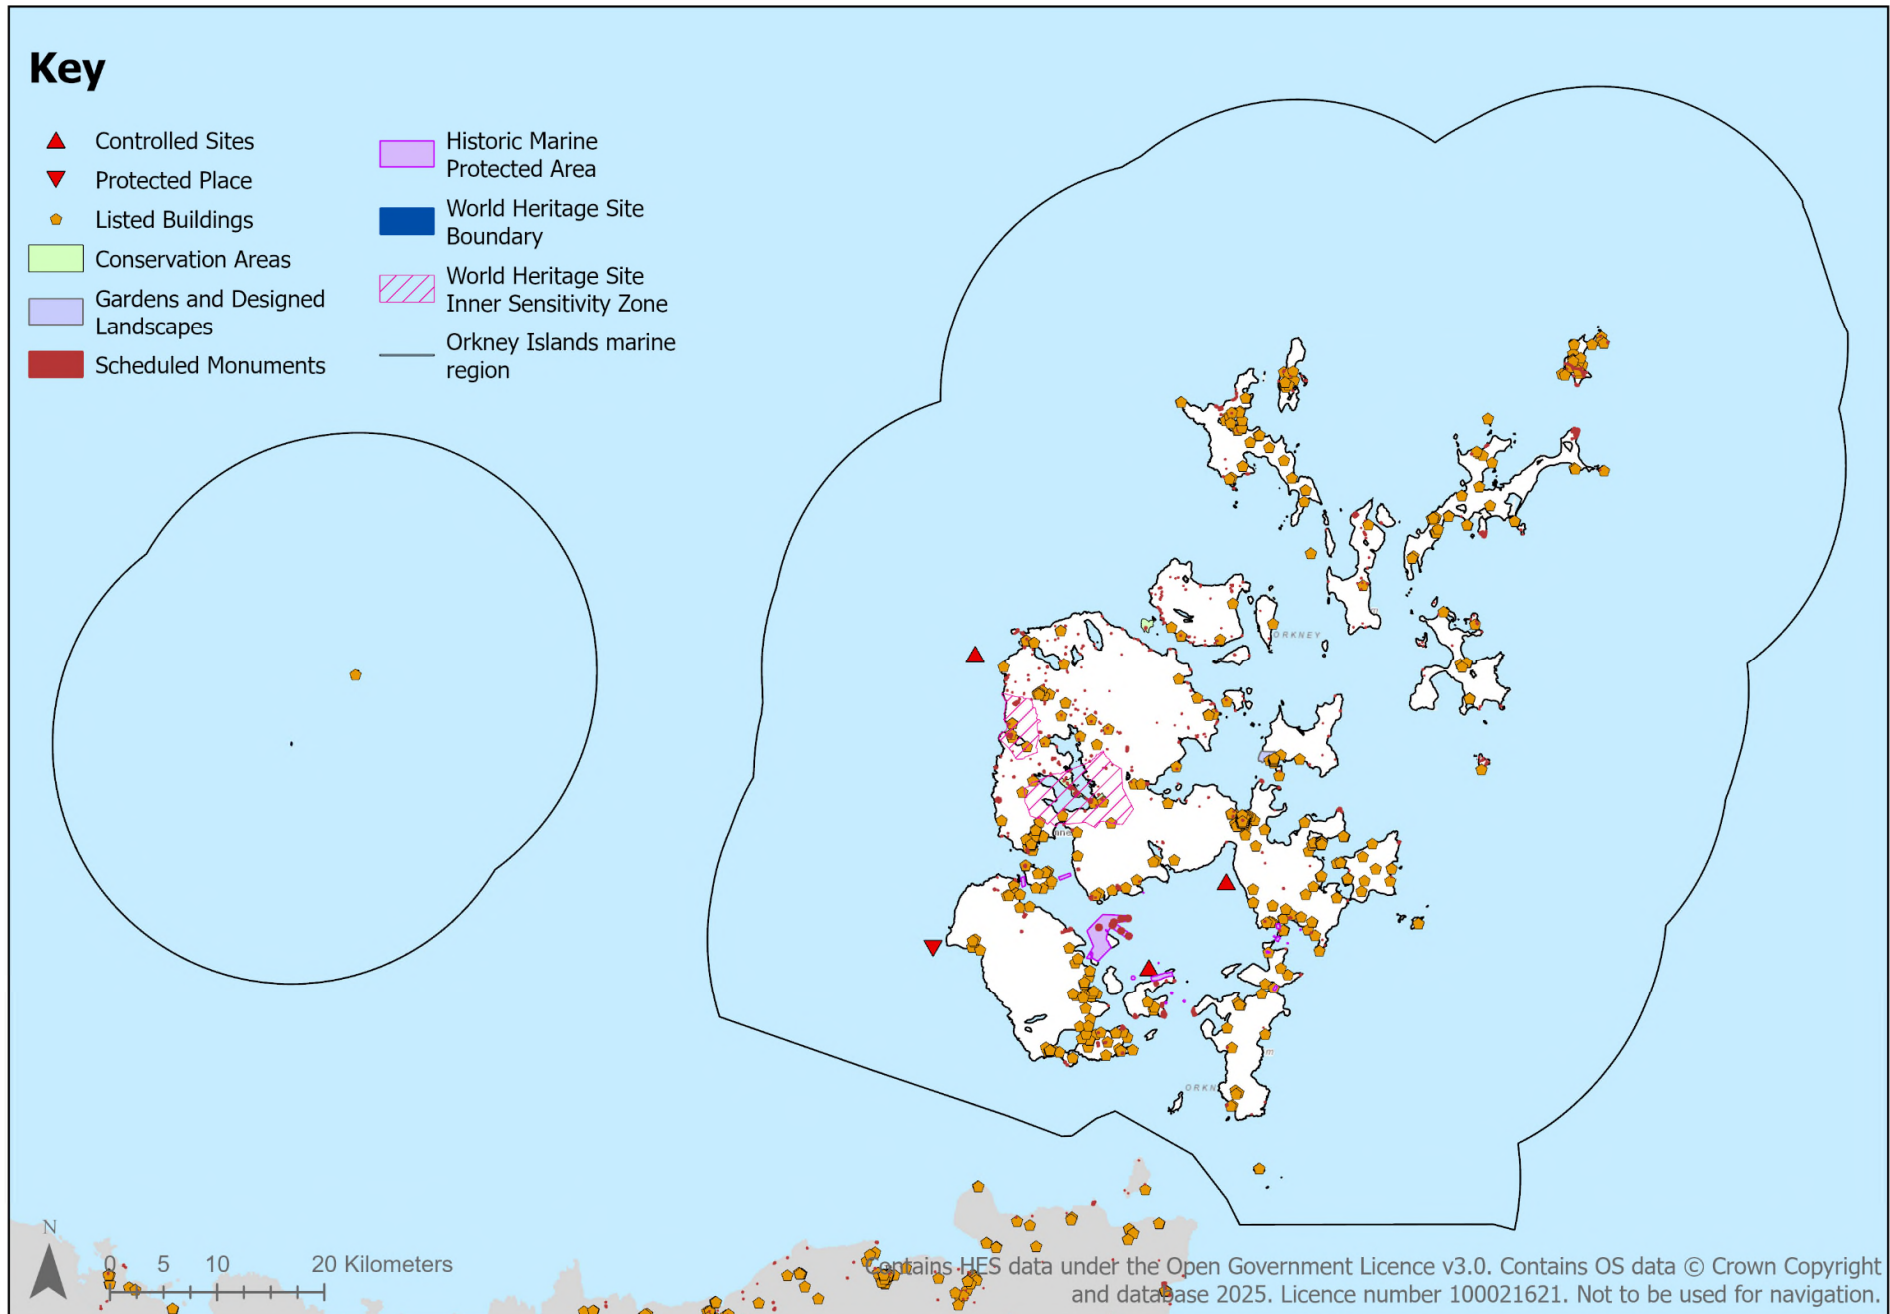 Key
Controlled Sites
Protected Place
Listed Buildings
Conservation Areas
Gardens and Designed
Landscapes
Scheduled Monuments
Historic Marine
Protected Area
World Heritage Site
Boundary
World Heritage Site
Inner Sensitivity Zone
Orkney Islands marine
region
ORKNEY
N
0 5 10 20 Kilometers
Contains HES data under the Open Government Licence v3.0. Contains OS data © Crown Copyright
and database 2025. Licence number 100021621. Not to be used for navigation.